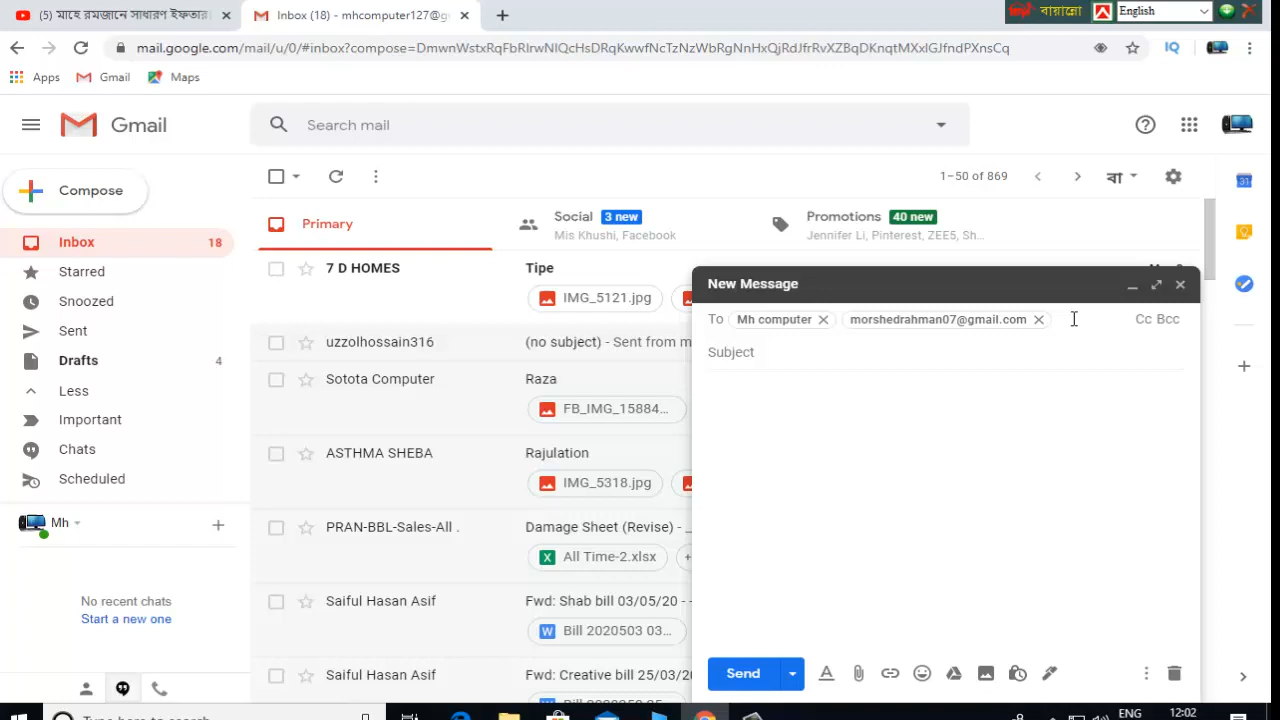 (5) মাহে রমজানে সাধারণ ইফতার
Inbox (18) - mhcomputer127@g
বায়ান্নো
English
mail.google.com/mail/u/0/#inbox?compose=DmwnWstxRqFbRlrwNlQcHsDRqKwwfNcTzNzWbRgNnHxQjRdJfrRvXZBqDKnqtMXxlGJfndPXnsCq
IQ
Apps
Gmail
Maps
Gmail
Search mail
Compose
1–50 of 869
বা
Primary
Social 3 new
Mis Khushi, Facebook
Promotions 40 new
Jennifer Li, Pinterest, ZEE5, Sh...
Inbox 18
Starred
Snoozed
Sent
Drafts 4
Less
Important
Chats
Scheduled
Mh
No recent chats
Start a new one
7 D HOMES
Tipe
IMG_5121.jpg
uzzolhossain316
(no subject) - Sent from m
Sotota Computer
Raza
FB_IMG_15884...
ASTHMA SHEBA
Rajulation
IMG_5318.jpg
PRAN-BBL-Sales-All .
Damage Sheet (Revise) - _
All Time-2.xlsx
Saiful Hasan Asif
Fwd: Shab bill 03/05/20 - -
Bill 2020503 03...
Saiful Hasan Asif
Fwd: Creative bill 25/03/
New Message
To Mh computer morshedrahman07@gmail.com Cc Bcc
Subject
Send
31
ENG
12:02